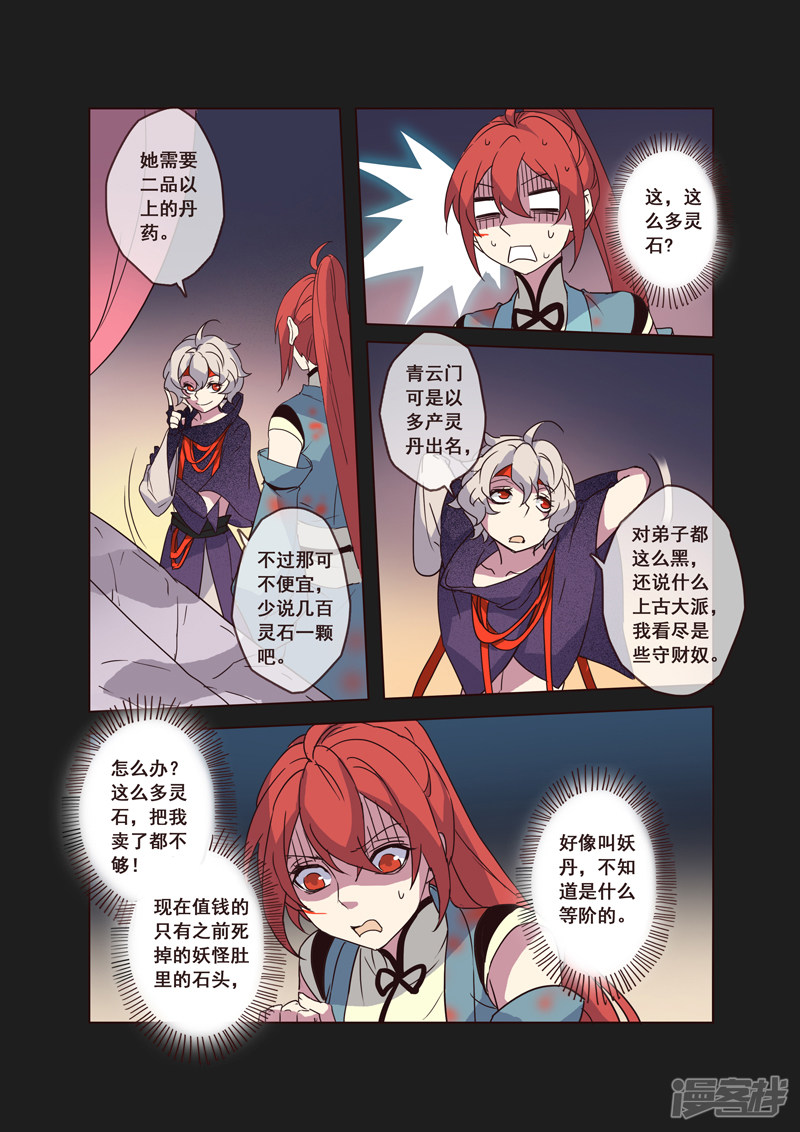 她需要
二品以
上的丹
药。
不过那可
不便宜，
少说几百
灵石一颗
吧。
这，这
么多灵
石？
青云门
可是以
多产灵
丹出名，
对弟子都
这么黑，
还说什么
上古大派，
我看尽是
些守财奴。
怎么办？
这么多灵
石，把我
卖了都不
够！
现在值钱的
只有之前死
掉的妖怪肚
里的石头，
好像叫妖
丹，不知
道是什么
等阶的。
漫客栈